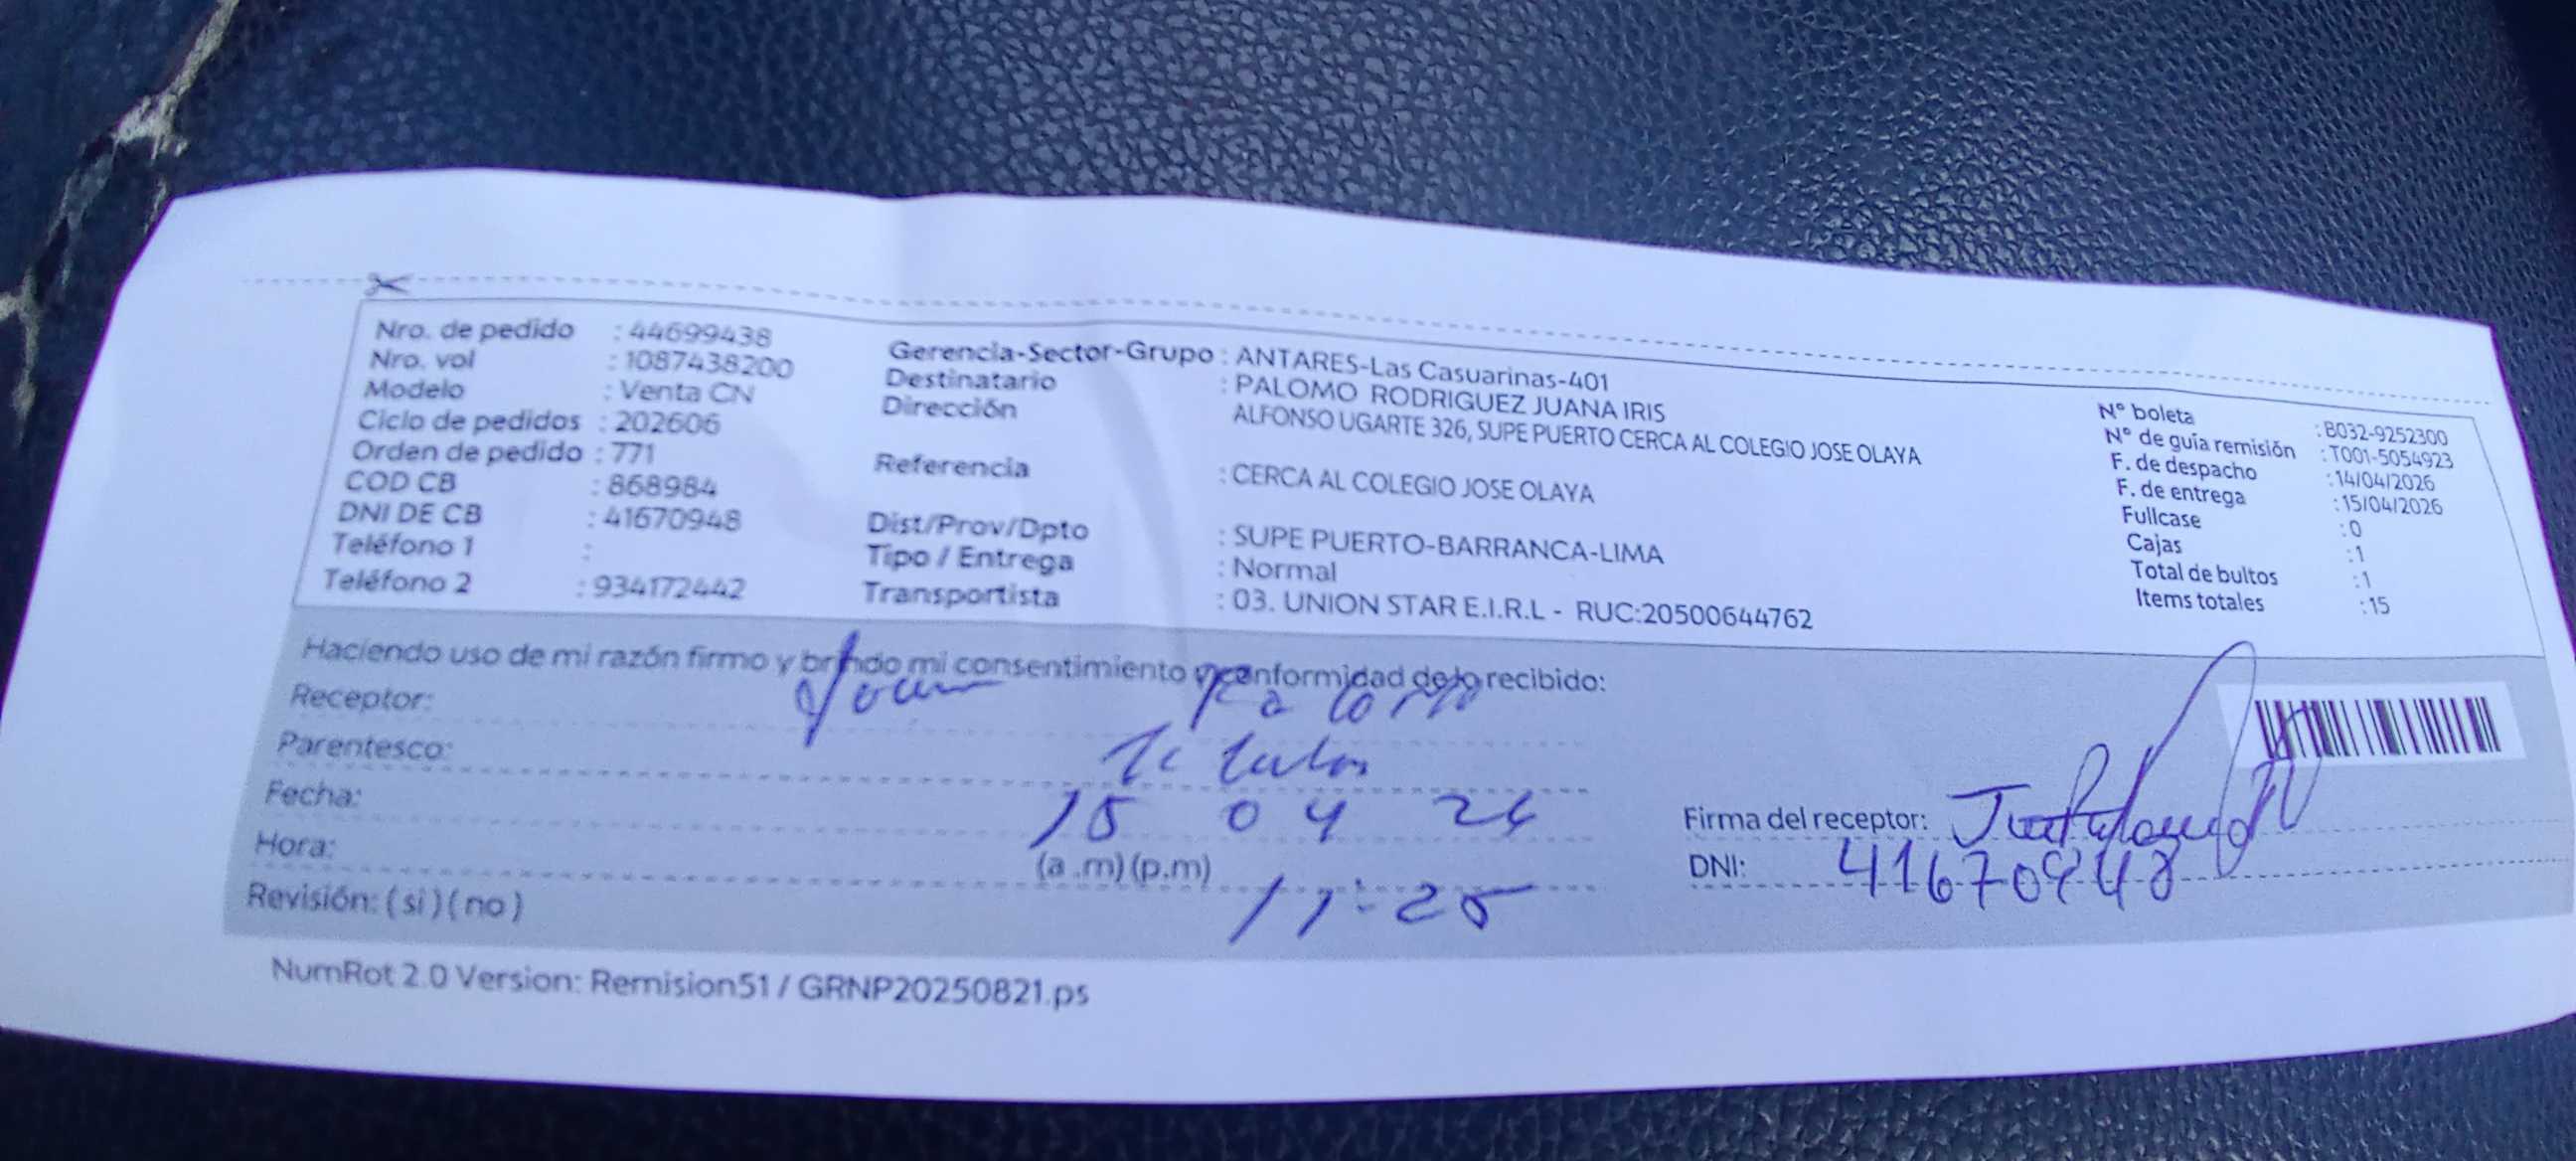 Nro. de pedido : 44699438
Nro. vol : 1087438200
Modelo : Venta CN
Ciclo de pedidos : 202606
Orden de pedido : 771
COD CB : 868984
DNI DE CB : 41670948
Teléfono 1 :
Teléfono 2 : 934172442
Gerencia-Sector-Grupo : ANTARES-Las Casuarinas-401
Destinatario : PALOMO RODRIGUEZ JUANA IRIS
Dirección ALFONSO UGARTE 326, SUPE PUERTO CERCA AL COLEGIO JOSE OLAYA
Referencia : CERCA AL COLEGIO JOSE OLAYA
Dist/Prov/Dpto : SUPE PUERTO-BARRANCA-LIMA
Tipo / Entrega : Normal
Transportista : 03. UNION STAR E.I.R.L - RUC:20500644762
N° boleta : B032-9252300
N° de guía remisión : T001-5054923
F. de despacho : 14/04/2026
F. de entrega : 15/04/2026
Fullcase : 0
Cajas : 1
Total de bultos : 1
Items totales : 15
Haciendo uso de mi razón firmo y brindo mi consentimiento y conformidad de lo recibido:
Receptor:
Parentesco:
Fecha: 15 04 26
Hora: (a .m) (p.m) 11:25
Revisión: ( si ) ( no )
Firma del receptor:
DNI: 41670948
NumRot 2.0 Version: Remision51 / GRNP20250821.ps